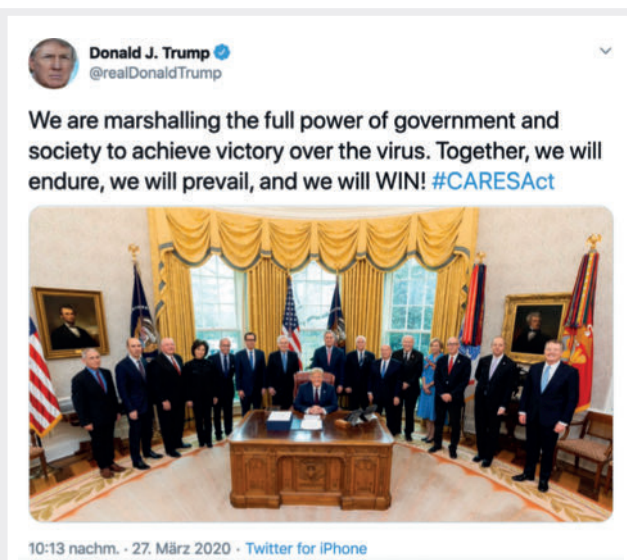 Donald J. Trump
@realDonaldTrump
We are marshalling the full power of government and
society to achieve victory over the virus. Together, we will
endure, we will prevail, and we will WIN! #CARESAct
10:13 nachm. · 27. März 2020 · Twitter for iPhone